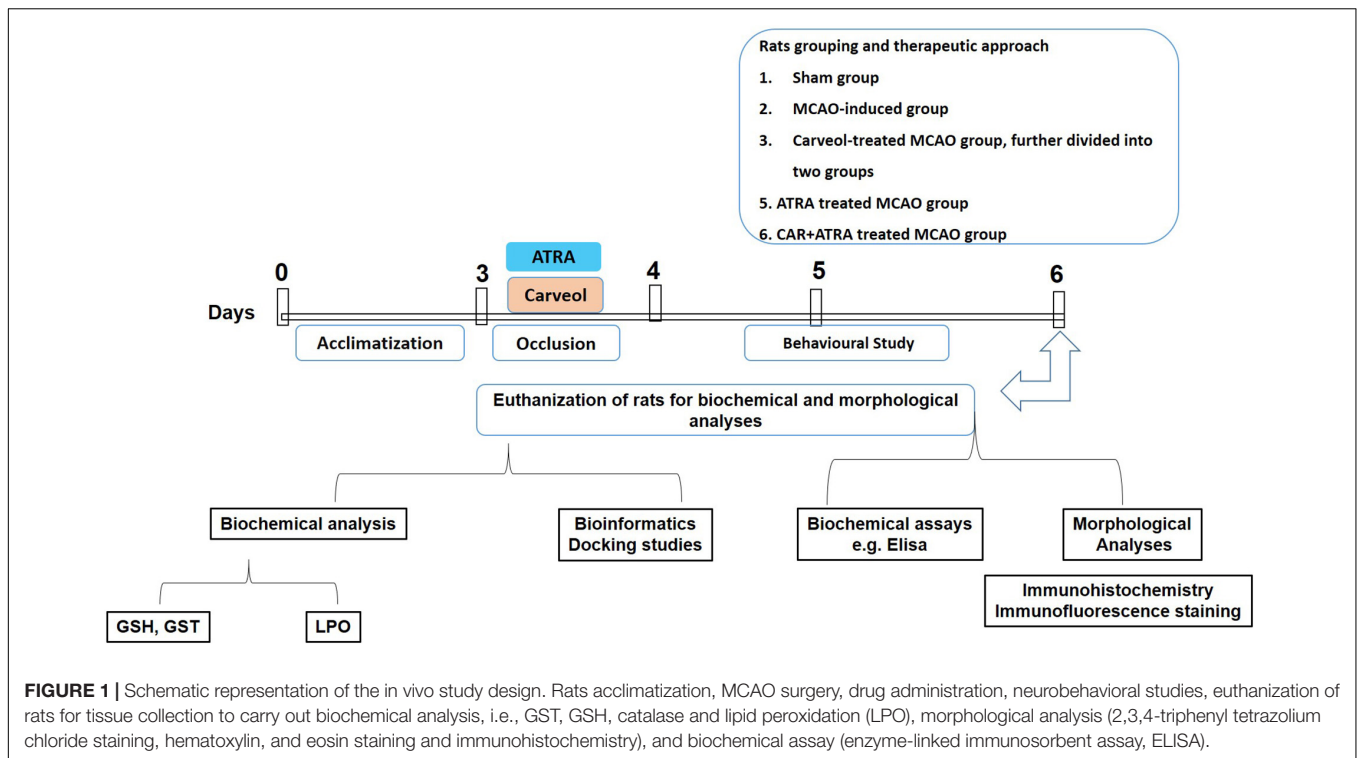 Rats grouping and therapeutic approach
1. Sham group
2. MCAO-induced group
3. Carveol-treated MCAO group, further divided into
two groups
5. ATRA treated MCAO group
6. CAR+ATRA treated MCAO group
ATRA
0 3 4 5 6
Carveol
Days
Acclimatization Occlusion Behavioural Study
Euthanization of rats for biochemical and morphological
analyses
Biochemical analysis
Bioinformatics
Docking studies
Biochemical assays
e.g. Elisa
Morphological
Analyses
Immunohistochemistry
Immunofluorescence staining
GSH, GST
LPO
FIGURE 1 | Schematic representation of the in vivo study design. Rats acclimatization, MCAO surgery, drug administration, neurobehavioral studies, euthanization of
rats for tissue collection to carry out biochemical analysis, i.e., GST, GSH, catalase and lipid peroxidation (LPO), morphological analysis (2,3,4-triphenyl tetrazolium
chloride staining, hematoxylin, and eosin staining and immunohistochemistry), and biochemical assay (enzyme-linked immunosorbent assay, ELISA).